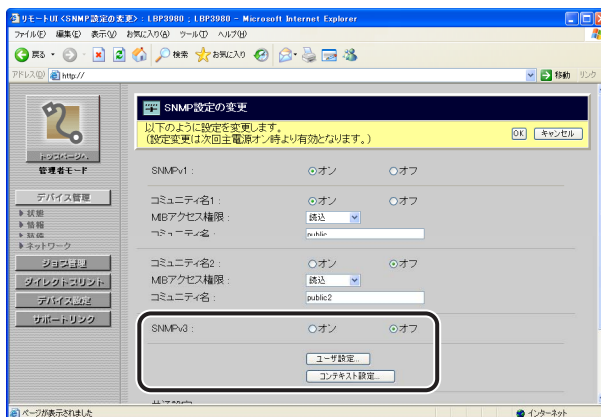 リモートUI <SNMP設定の変更> : LBP3980 ; LBP3980 - Microsoft Internet Explorer
ファイル(F) 編集(E) 表示(V) お気に入り(A) ツール(T) ヘルプ(H)
戻る 検索 お気に入り
アドレス(D) http:// 移動 リンク
SNMP設定の変更
以下のように設定を変更します。
(設定変更は次回主電源オン時より有効となります。)
OK キャンセル
トップページへ
管理者モード
デバイス管理
状態
情報
ネットワーク
ジョブ管理
ダイレクトプリント
デバイス設定
サポートリンク
SNMPv1 : オン オフ
コミュニティ名1 : オン オフ
MIBアクセス権限 : 読込
コミュニティ名 : public
コミュニティ名2 : オン オフ
MIBアクセス権限 : 読込
コミュニティ名 : public2
SNMPv3 : オン オフ
ユーザ設定...
コンテキスト設定...
ページが表示されました インターネット